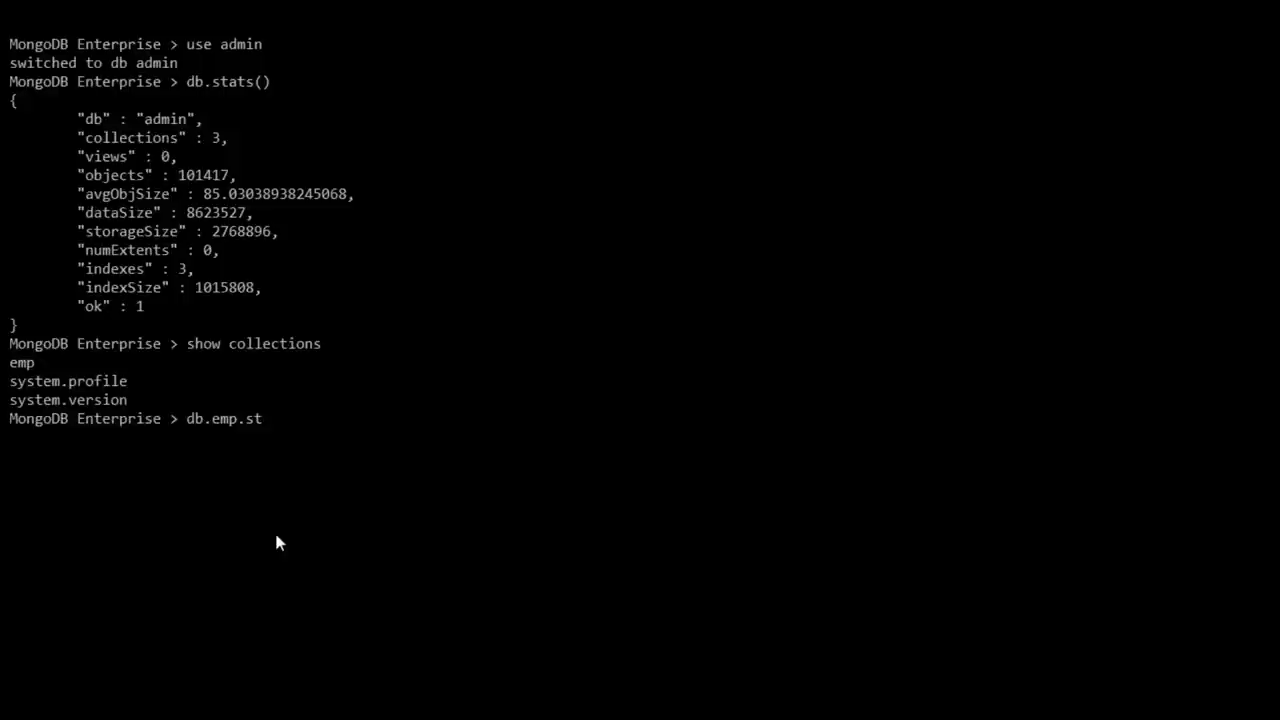 MongoDB Enterprise > use admin
switched to db admin
MongoDB Enterprise > db.stats()
{
        "db" : "admin",
        "collections" : 3,
        "views" : 0,
        "objects" : 101417,
        "avgObjSize" : 85.03038938245068,
        "dataSize" : 8623527,
        "storageSize" : 2768896,
        "numExtents" : 0,
        "indexes" : 3,
        "indexSize" : 1015808,
        "ok" : 1
}
MongoDB Enterprise > show collections
emp
system.profile
system.version
MongoDB Enterprise > db.emp.st